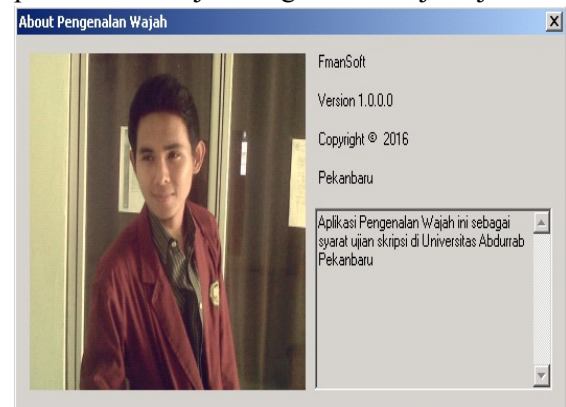 About Pengenalan Wajah
FmanSoft
Version 1.0.0.0
Copyright © 2016
Pekanbaru
Aplikasi Pengenalan Wajah ini sebagai
syarat ujian skripsi di Universitas Abdurrab
Pekanbaru